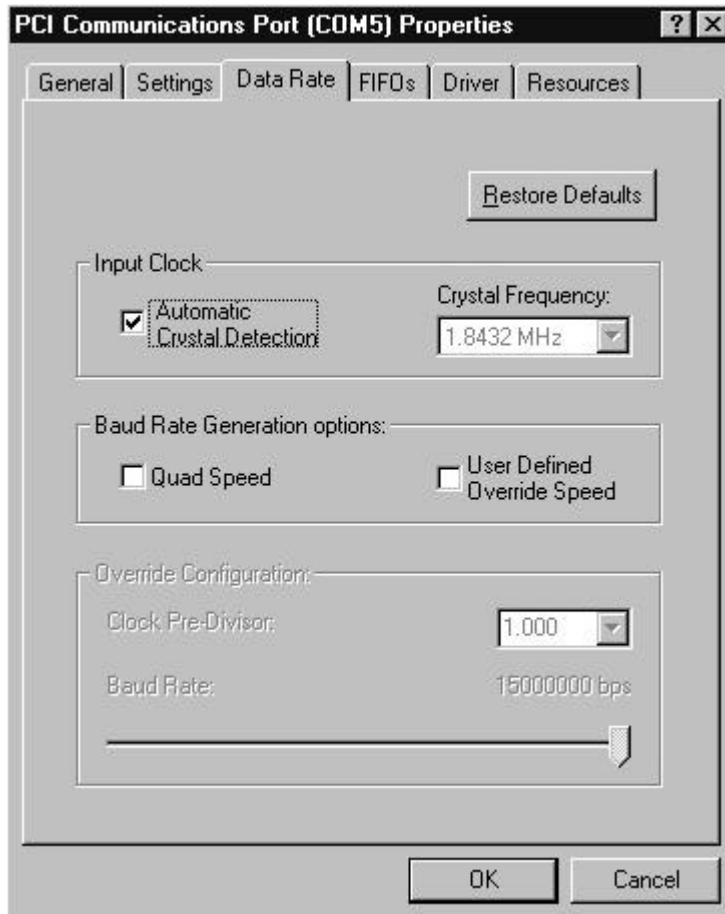 PCI Communications Port (COM5) Properties
General Settings Data Rate FIFOs Driver Resources
Restore Defaults
Input Clock
Automatic
Crystal Detection
Crystal Frequency:
1.8432 MHz
Baud Rate Generation options:
Quad Speed
User Defined
Override Speed
Override Configuration:
Clock Pre-Divisor:
1.000
Baud Rate:
15000000 bps
OK
Cancel